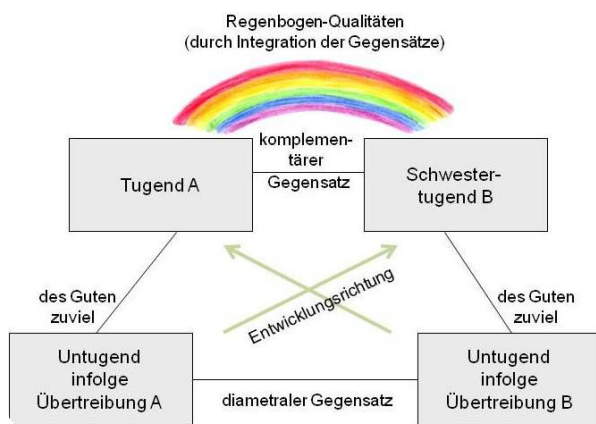 Regenbogen-Qualitäten
(durch Integration der Gegensätze)
komplemen-
tärer
Gegensatz
Tugend A
Schwester-
tugend B
Entwicklungsrichtung
des Guten
zuviel
des Guten
zuviel
Untugend
infolge
Übertreibung A
diametraler Gegensatz
Untugend
infolge
Übertreibung B